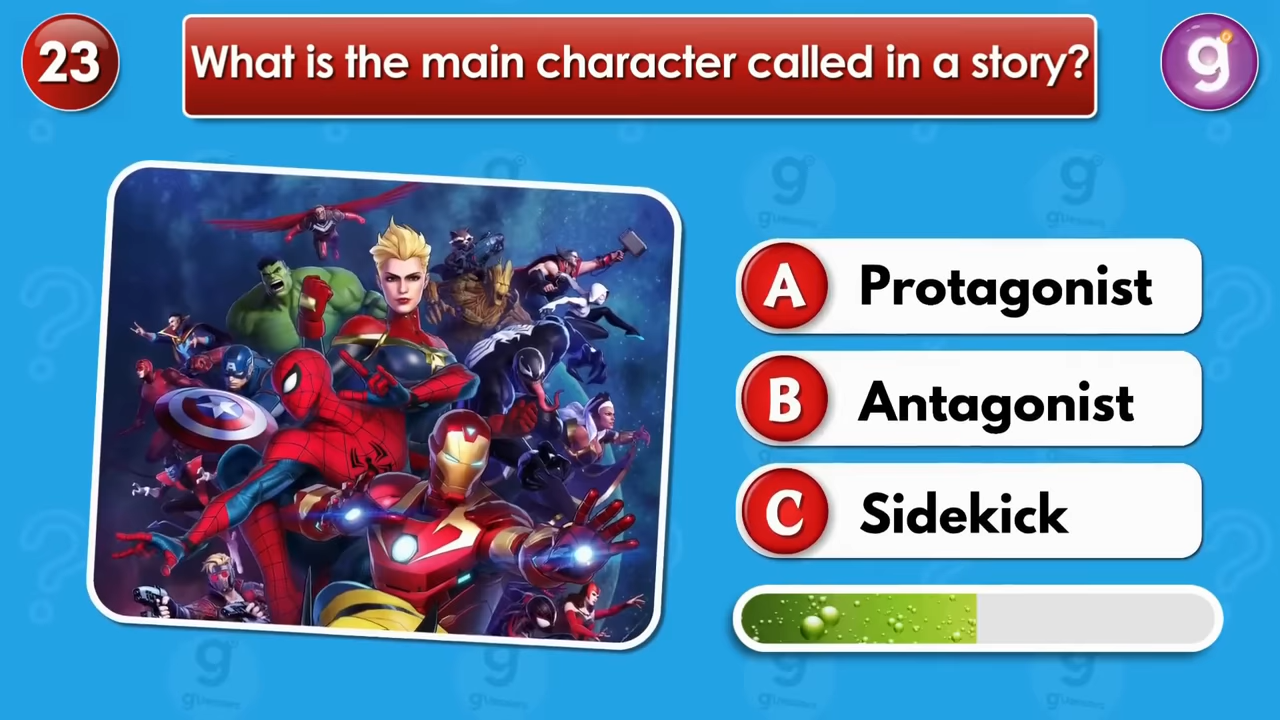 23
What is the main character called in a story?
g
A Protagonist
B Antagonist
C Sidekick